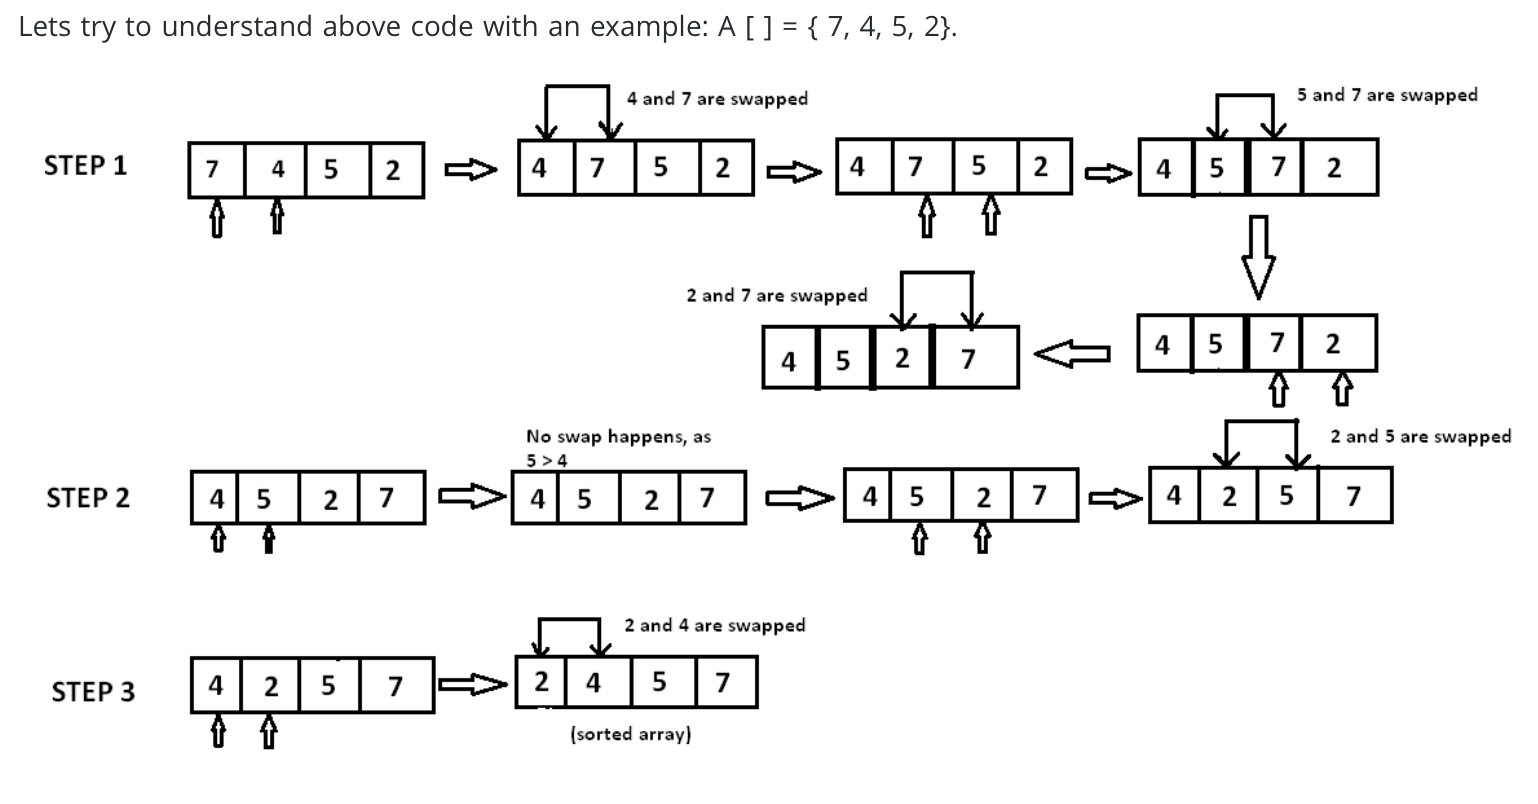 Lets try to understand above code with an example: A [ ] = { 7, 4, 5, 2}.
4 and 7 are swapped
5 and 7 are swapped
STEP 1
7 4 5 2
4 7 5 2
4 7 5 2
4 5 7 2
2 and 7 are swapped
4 5 2 7
4 5 7 2
No swap happens, as
5 > 4
2 and 5 are swapped
STEP 2
4 5 2 7
4 5 2 7
4 5 2 7
4 2 5 7
2 and 4 are swapped
STEP 3
4 2 5 7
2 4 5 7
(sorted array)